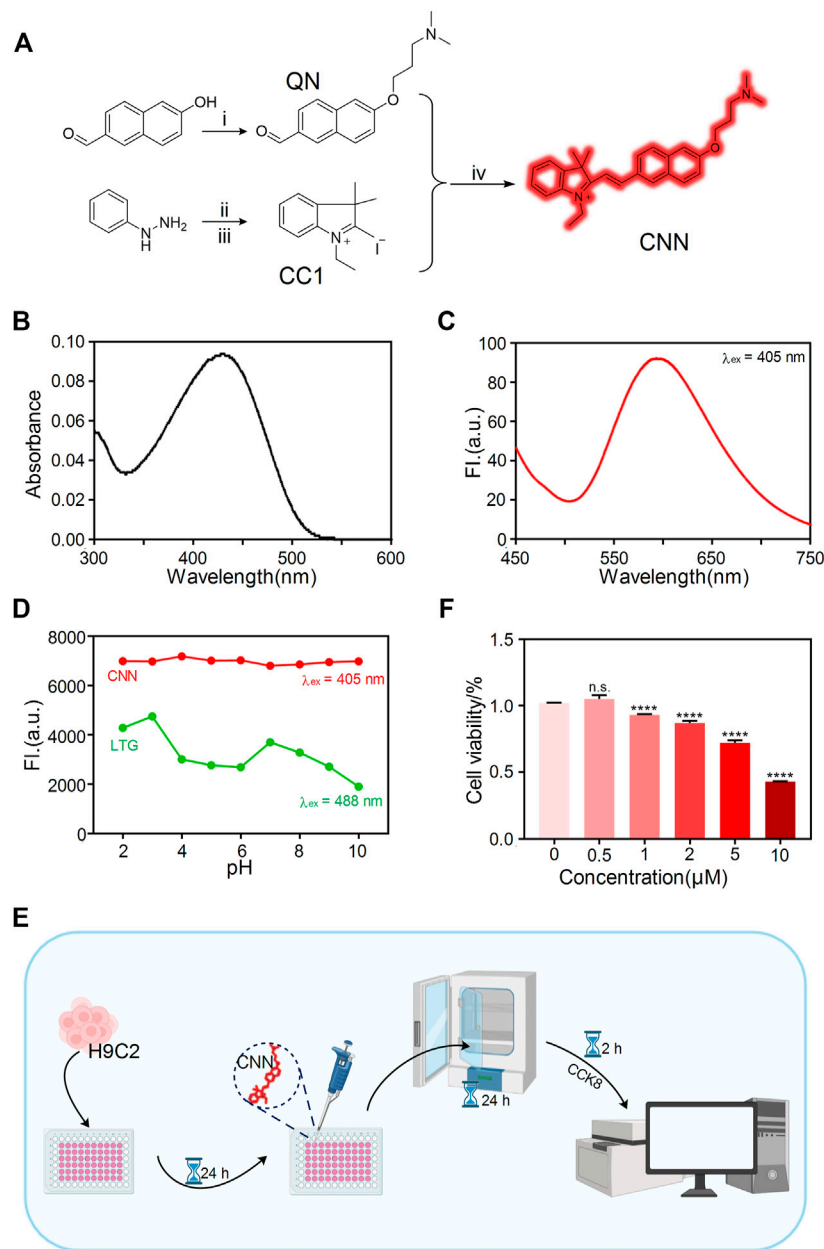 A
QN
N
OH
O
i
O
O
N
H
NH2
ii
iii
N+
I−
CC1
iv
N
O
N+
CNN
B
Absorbance
0.10
0.08
0.06
0.04
0.02
0.00
300 400 500 600
Wavelength(nm)
C
λex = 405 nm
FI.(a.u.)
100
80
60
40
20
0
450 550 650 750
Wavelength(nm)
D
FI.(a.u.)
8000
6000
4000
2000
0
CNN
λex = 405 nm
LTG
λex = 488 nm
2 4 6 8 10
pH
F
Cell viability/%
1.5
1.0
0.5
0.0
n.s.
****
****
****
****
0 0.5 1 2 5 10
Concentration(μM)
E
H9C2
24 h
CNN
24 h
2 h
CCK8